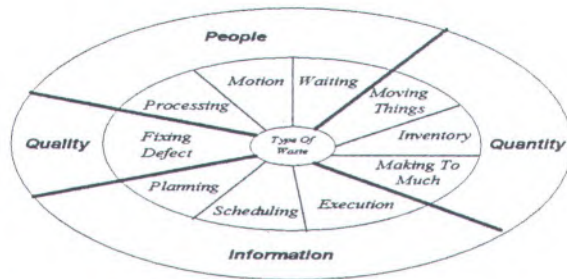 People
Motion
Waiting
Processing
Moving
Things
Quality
Fixing
Defect
Type Of
Waste
Inventory
Quantity
Making To
Much
Planning
Scheduling
Execution
Information